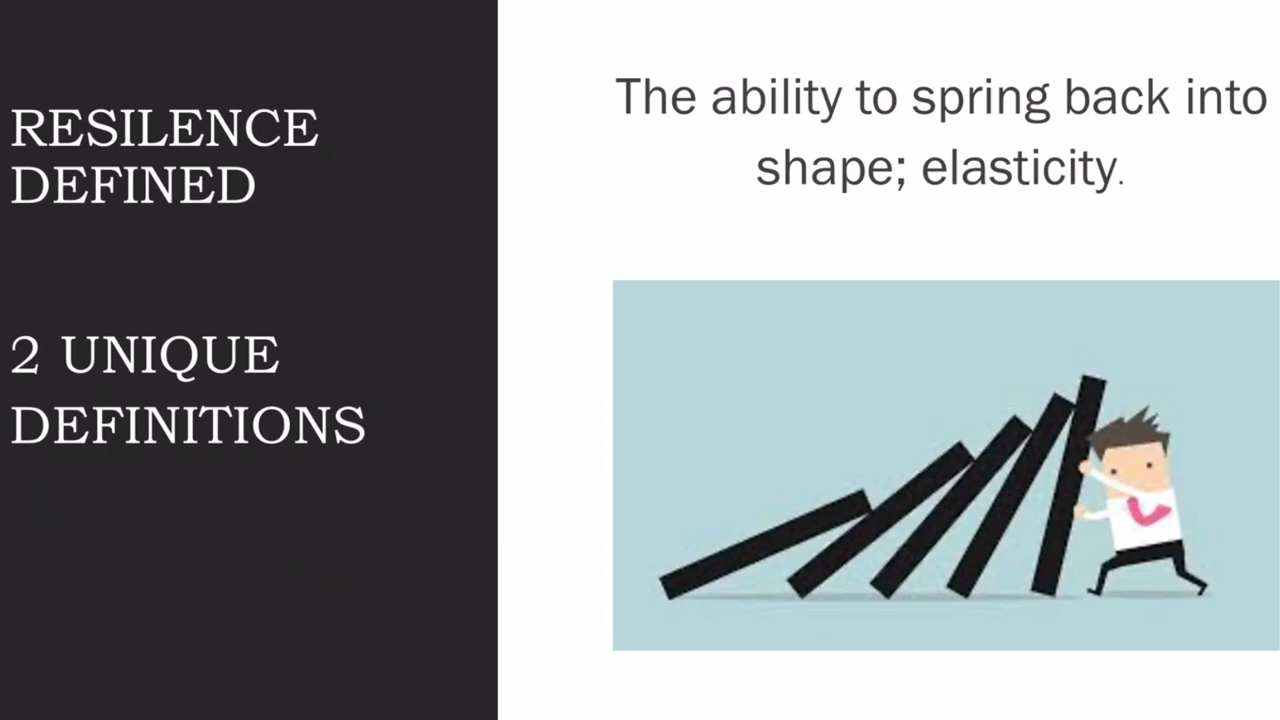 RESILENCE
DEFINED
2 UNIQUE
DEFINITIONS
The ability to spring back into
shape; elasticity.